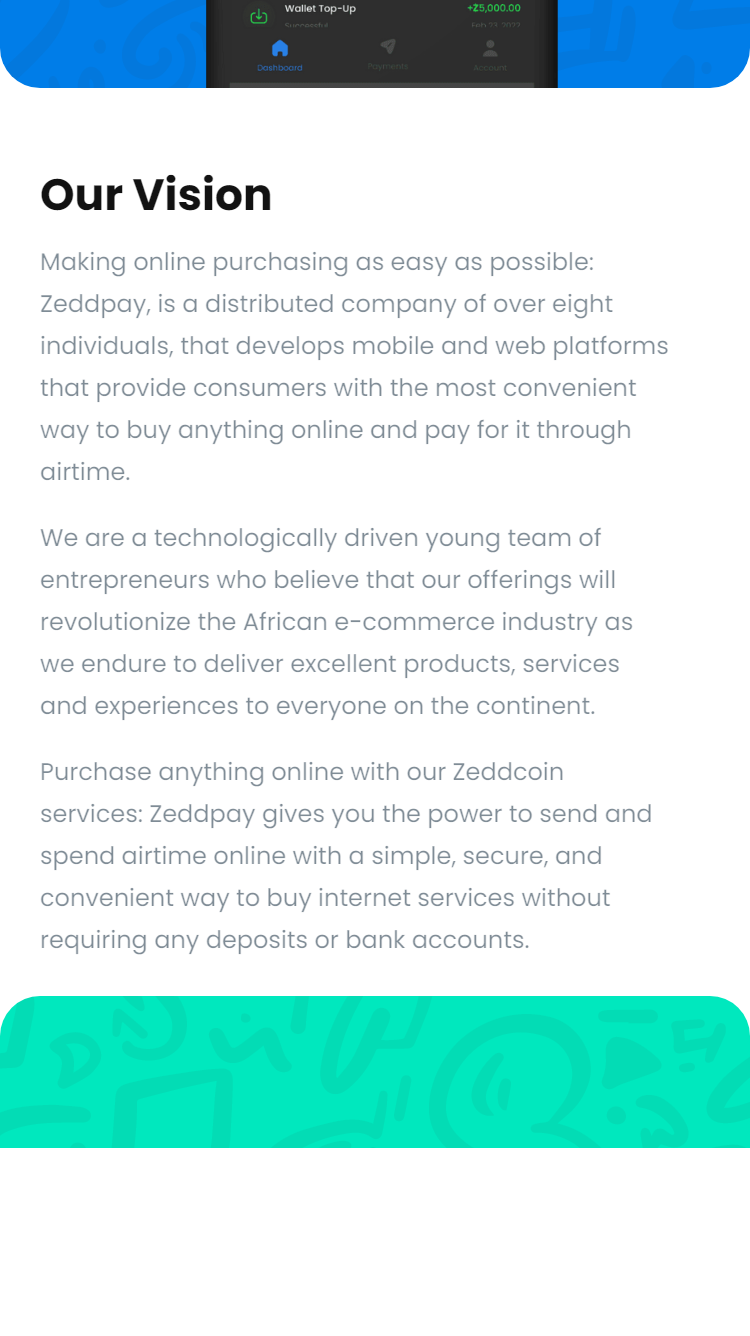 Wallet Top-Up
+Ƶ5,000.00
Successful
Feb 23, 2022
Dashboard
Payments
Account
Our Vision
Making online purchasing as easy as possible:
Zeddpay, is a distributed company of over eight
individuals, that develops mobile and web platforms
that provide consumers with the most convenient
way to buy anything online and pay for it through
airtime.
We are a technologically driven young team of
entrepreneurs who believe that our offerings will
revolutionize the African e-commerce industry as
we endure to deliver excellent products, services
and experiences to everyone on the continent.
Purchase anything online with our Zeddcoin
services: Zeddpay gives you the power to send and
spend airtime online with a simple, secure, and
convenient way to buy internet services without
requiring any deposits or bank accounts.